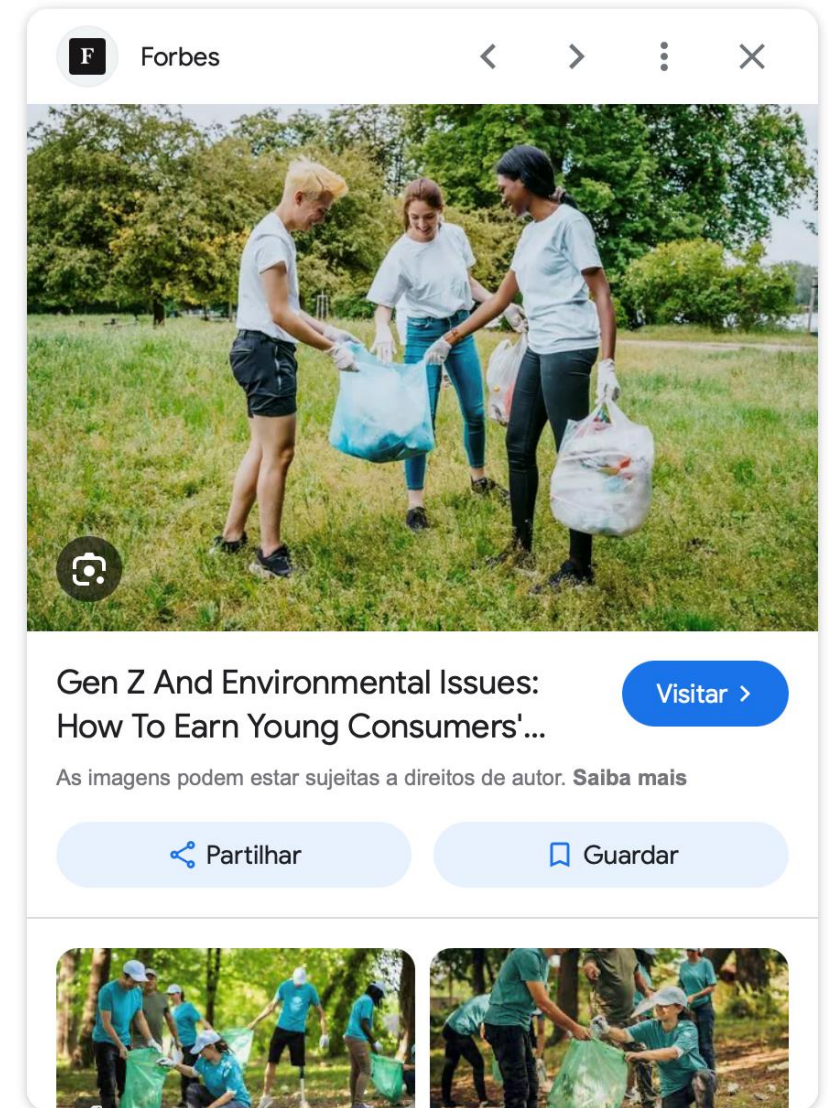 F
Forbes
Gen Z And Environmental Issues:
How To Earn Young Consumers'...
Visitar
As imagens podem estar sujeitas a direitos de autor. Saiba mais
Partilhar
Guardar